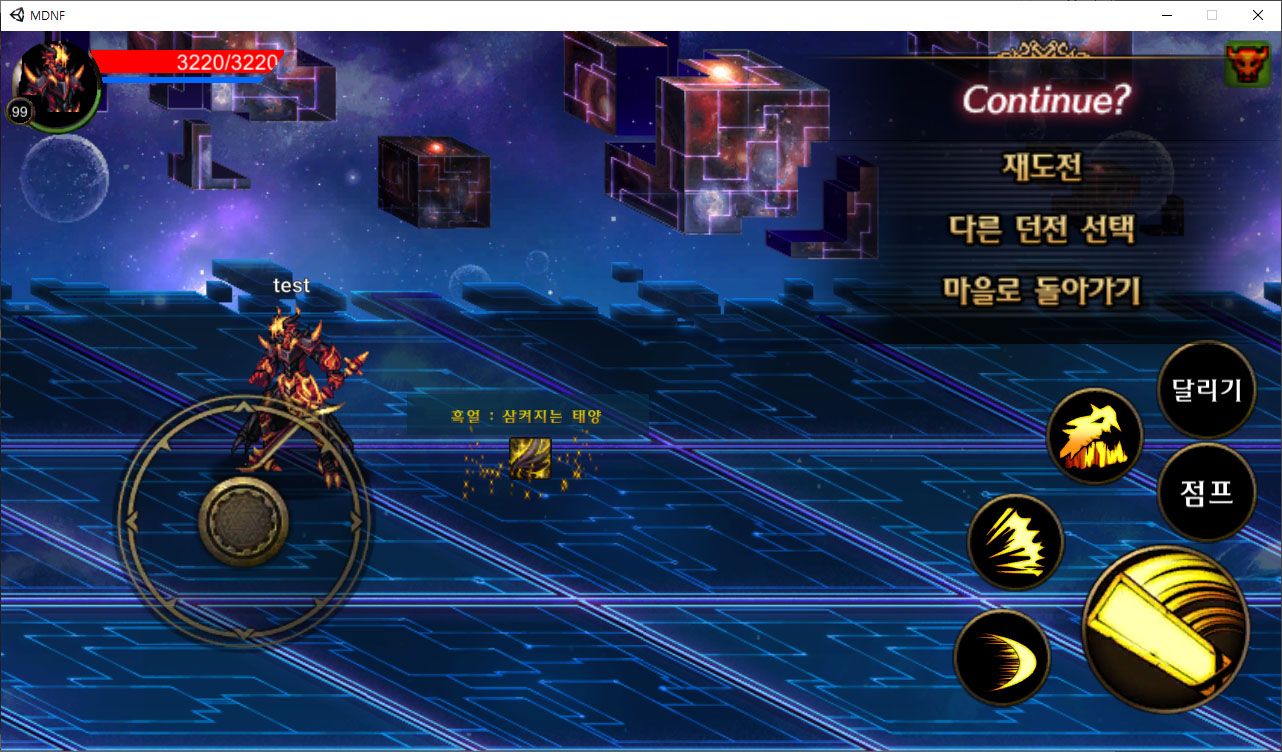 MDNF
3220/3220
99
Continue?
재도전
다른 던전 선택
마을로 돌아가기
test
달리기
흑얼 : 삼켜지는 태양
점프